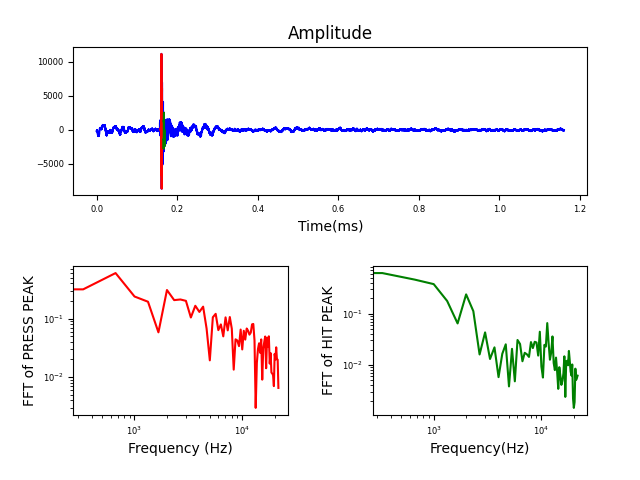 Amplitude
10000
5000
0
−5000
0.0 0.2 0.4 0.6 0.8 1.0 1.2
Time(ms)
FFT of PRESS PEAK
10⁻¹
10⁻²
10³ 10⁴
Frequency (Hz)
FFT of HIT PEAK
10⁻¹
10⁻²
10³ 10⁴
Frequency(Hz)